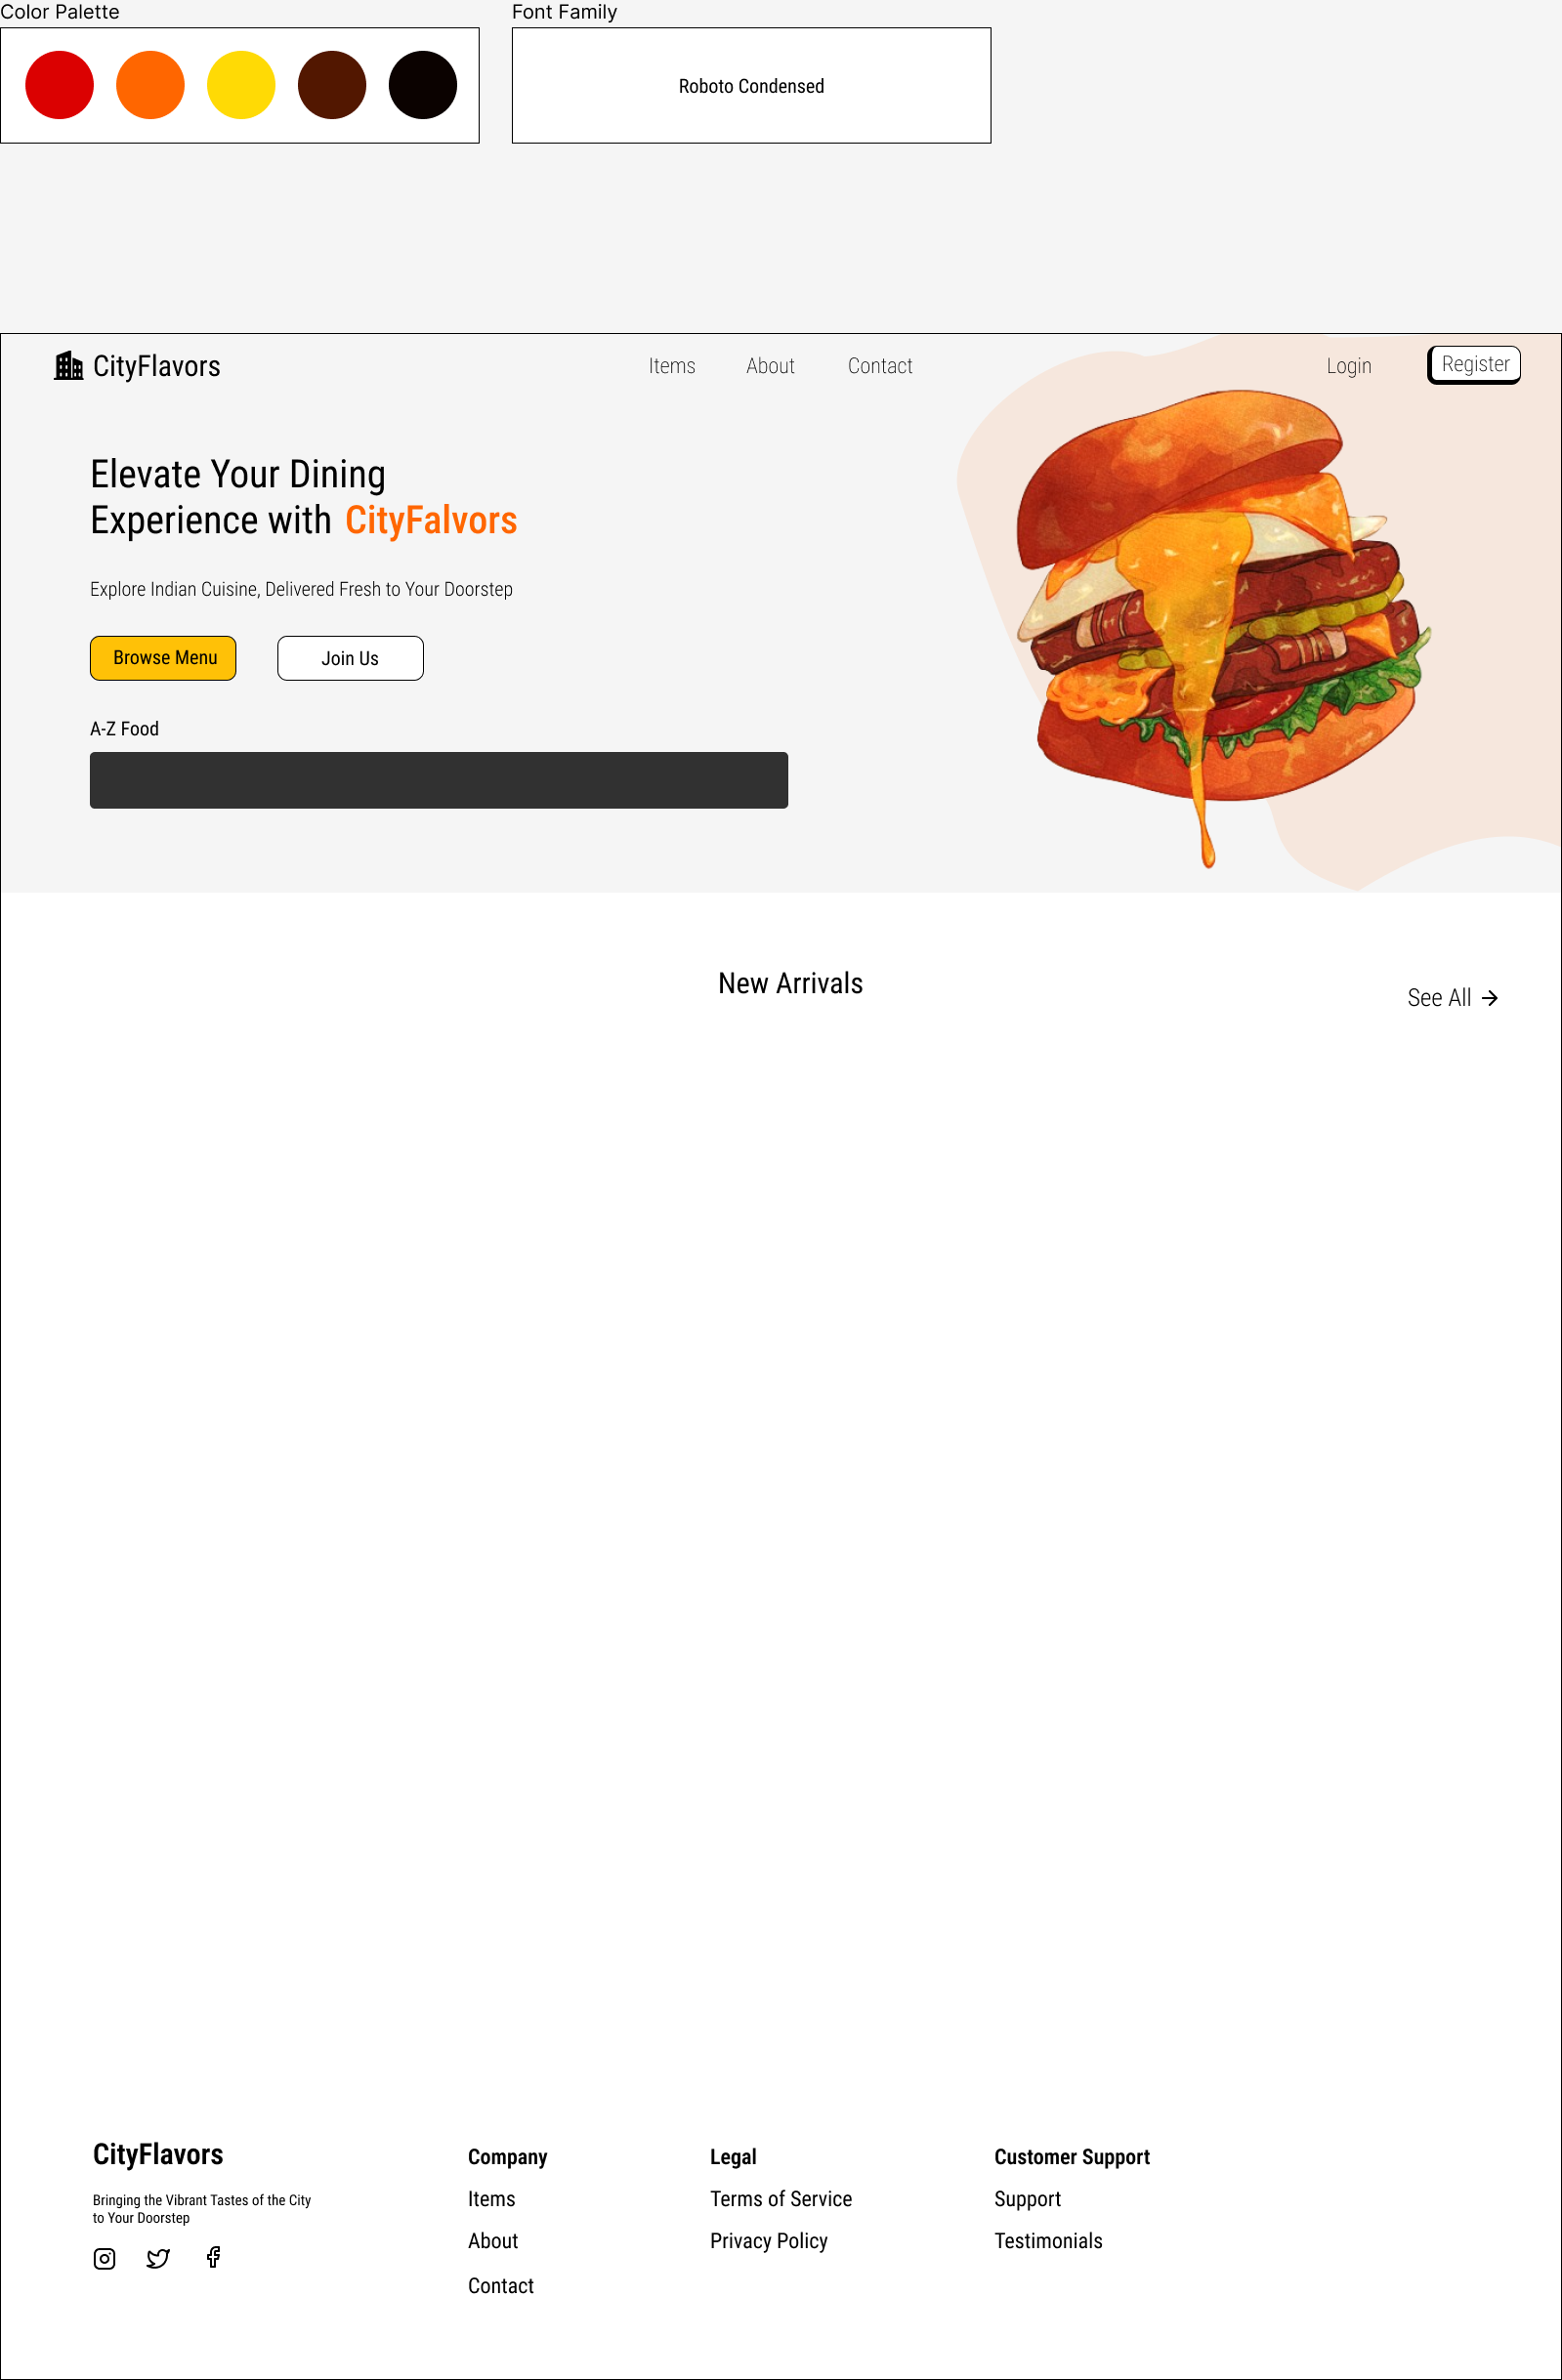 Color Palette
Font Family
Roboto Condensed
CityFlavors
Items
About
Contact
Login
Register
Elevate Your Dining
Experience with CityFalvors
Explore Indian Cuisine, Delivered Fresh to Your Doorstep
Browse Menu
Join Us
A-Z Food
New Arrivals
See All
CityFlavors
Bringing the Vibrant Tastes of the City
to Your Doorstep
Company
Items
About
Contact
Legal
Terms of Service
Privacy Policy
Customer Support
Support
Testimonials